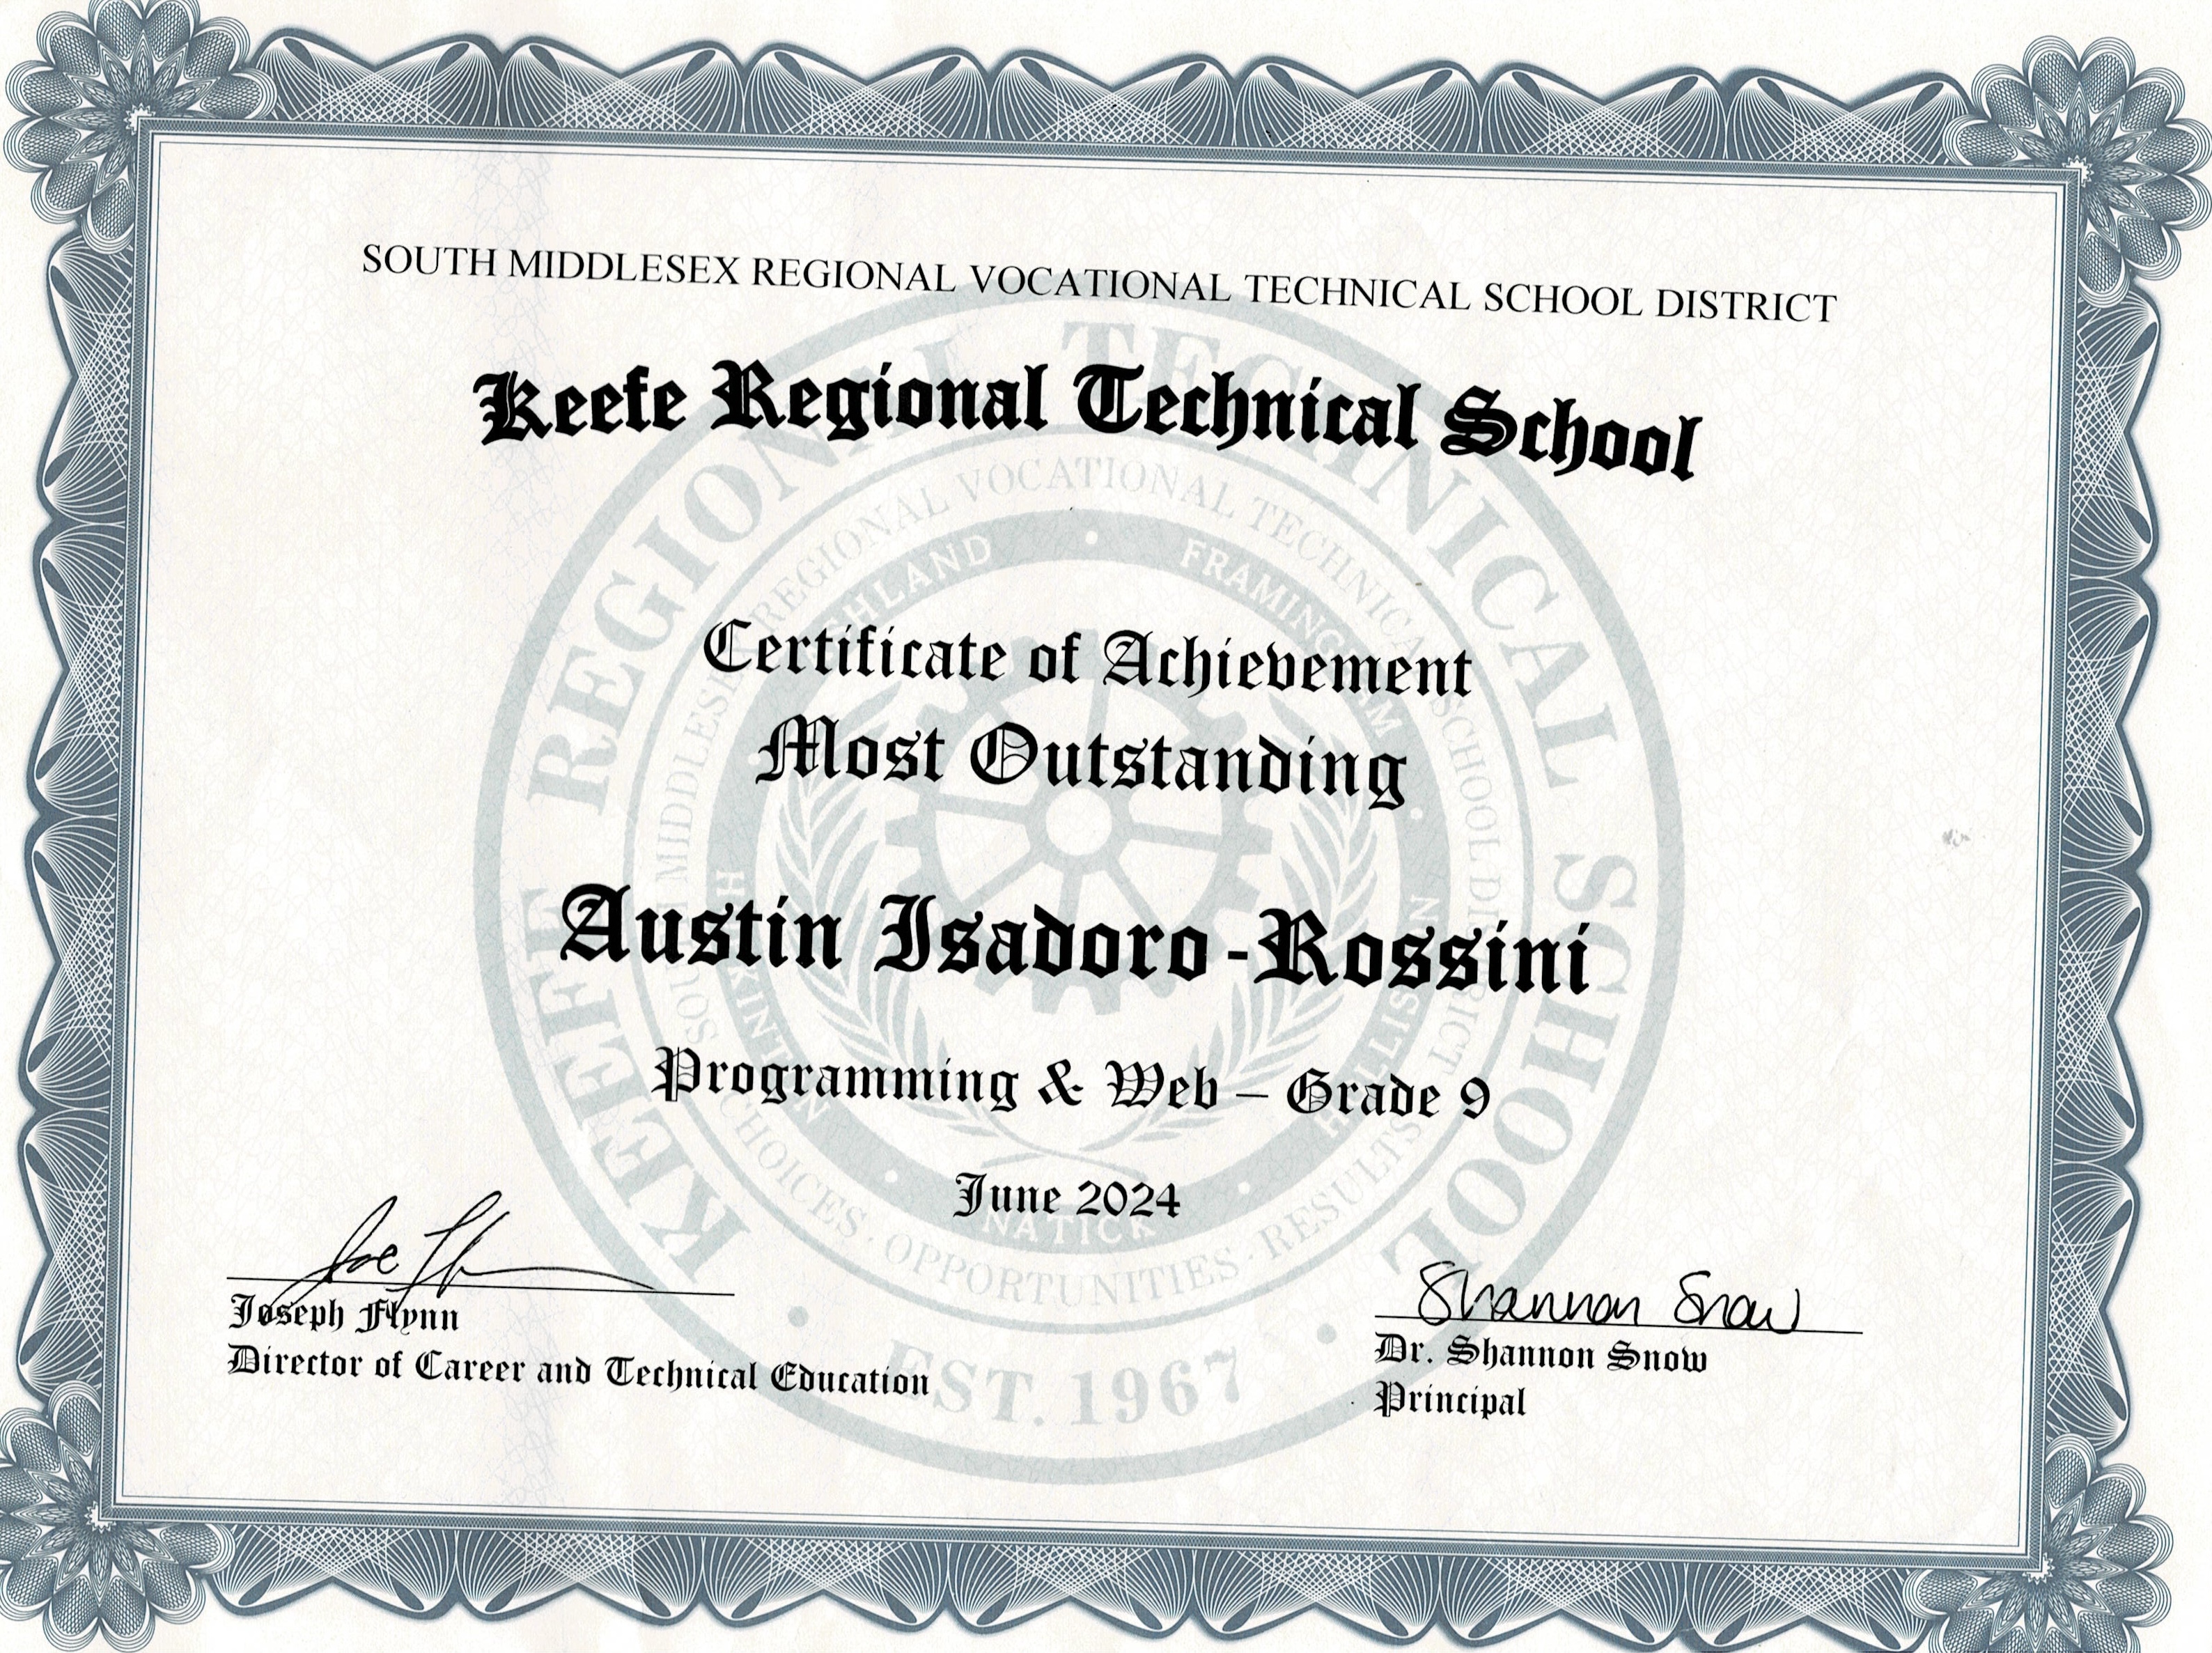 SOUTH MIDDLESEX REGIONAL VOCATIONAL TECHNICAL SCHOOL DISTRICT
Keefe Regional Technical School
Certificate of Achievement
Most Outstanding
Austin Isadoro-Rossini
Programming & Web – Grade 9
June 2024
Joe
Joseph Flynn
Director of Career and Technical Education
Shannon Snow
Dr. Shannon Snow
Principal
KEEFE REGIONAL TECHNICAL SCHOOL
SOUTH MIDDLESEX REGIONAL VOCATIONAL TECHNICAL SCHOOL DISTRICT
ASHLAND · FRAMINGHAM · HOLLISTON · NATICK · HOPKINTON
CHOICES · OPPORTUNITIES · RESULTS
EST. 1967